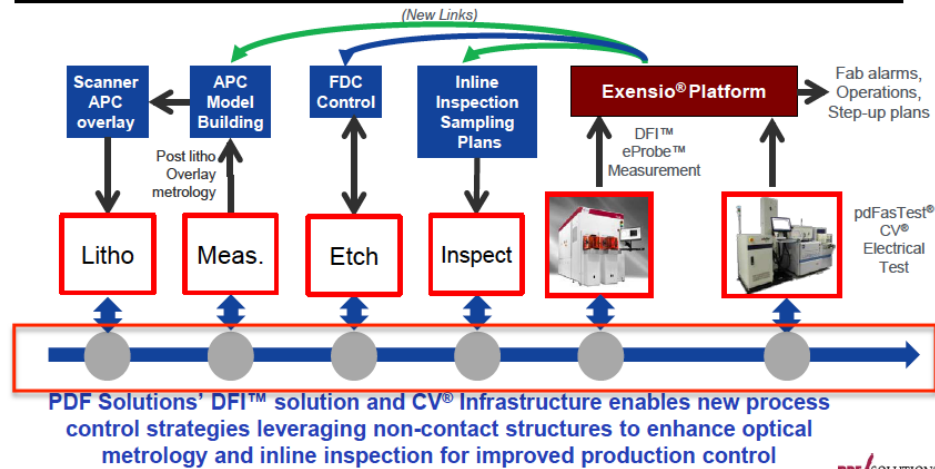 (New Links)
Scanner
APC
overlay
APC
Model
Building
FDC
Control
Inline
Inspection
Sampling
Plans
Exensio® Platform
Fab alarms,
Operations,
Step-up plans
Post litho
Overlay
metrology
DFI™
eProbe™
Measurement
pdFasTest®
CV®
Electrical
Test
Litho
Meas.
Etch
Inspect
PDF Solutions’ DFI™ solution and CV® Infrastructure enables new process
control strategies leveraging non-contact structures to enhance optical
metrology and inline inspection for improved production control